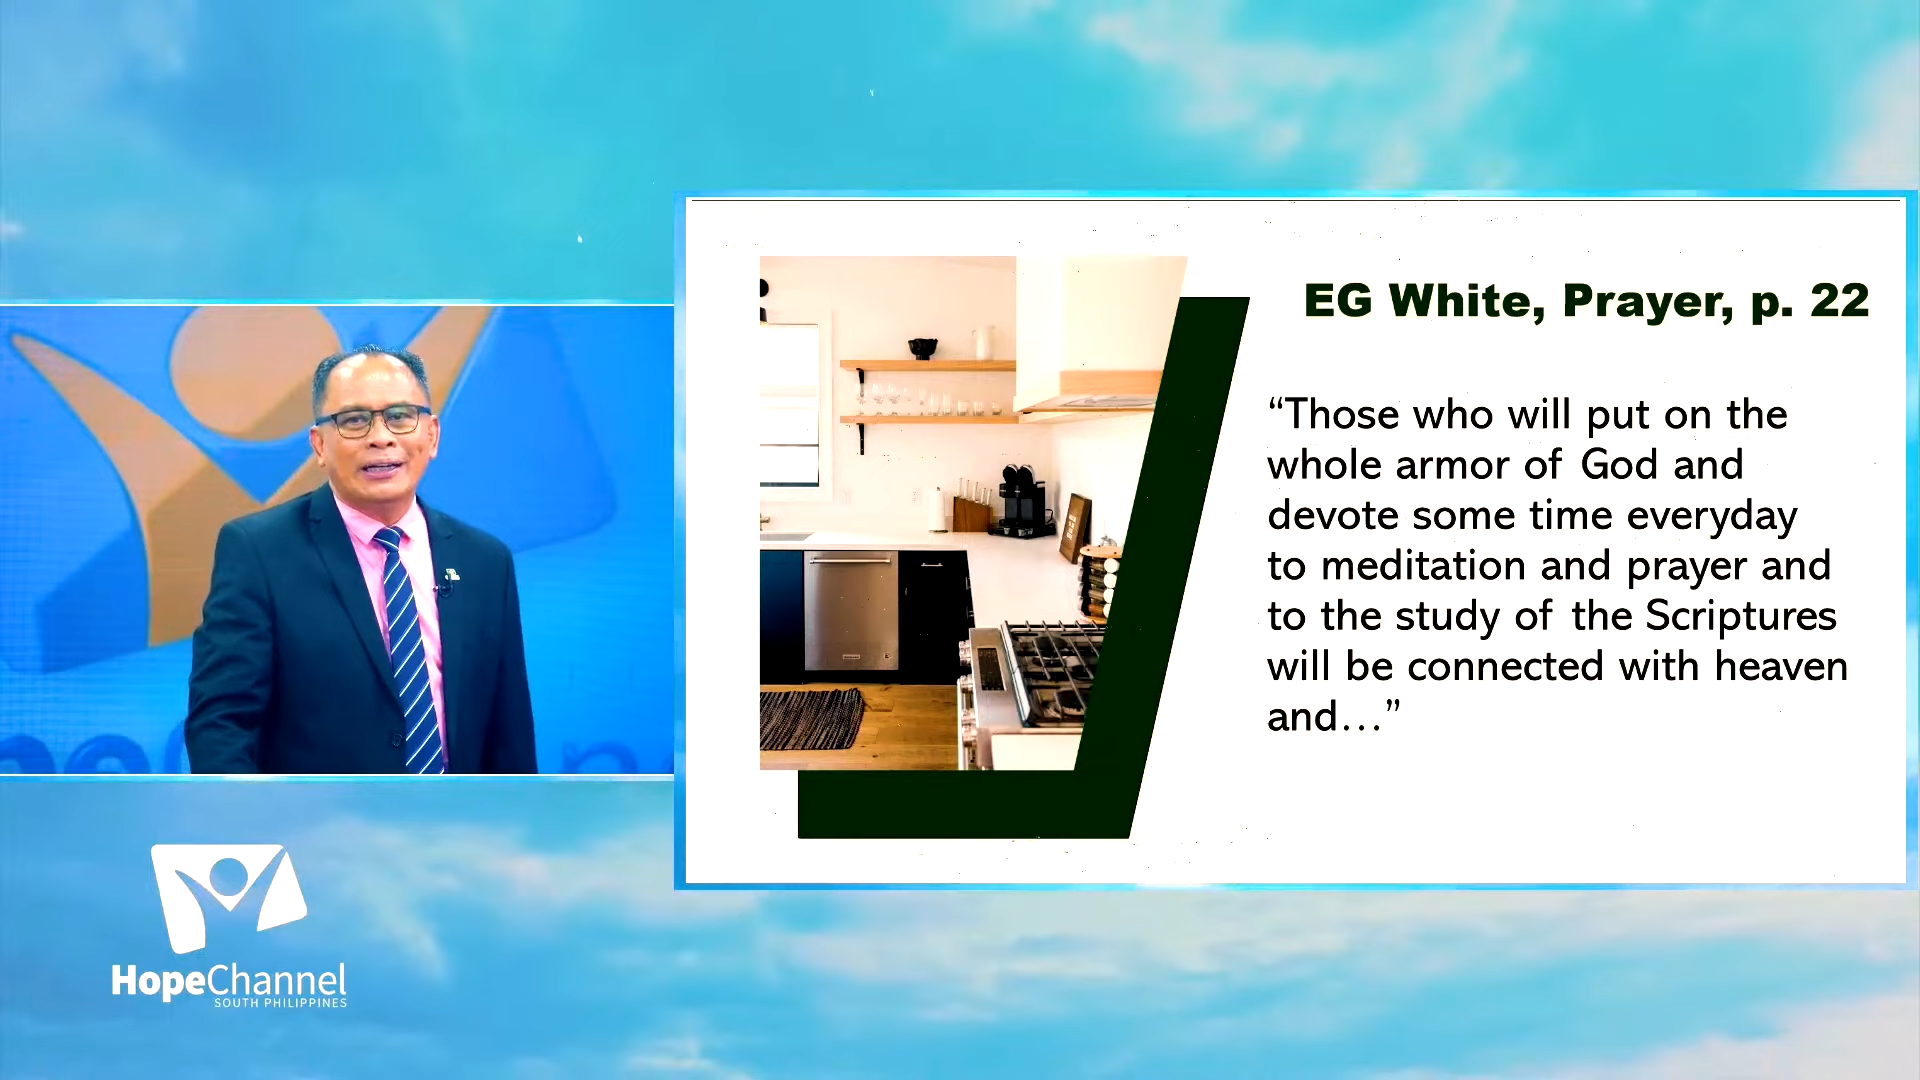 EG White, Prayer, p. 22
“Those who will put on the
whole armor of God and
devote some time everyday
to meditation and prayer and
to the study of the Scriptures
will be connected with heaven
and…”
HopeChannel
SOUTH PHILIPPINES